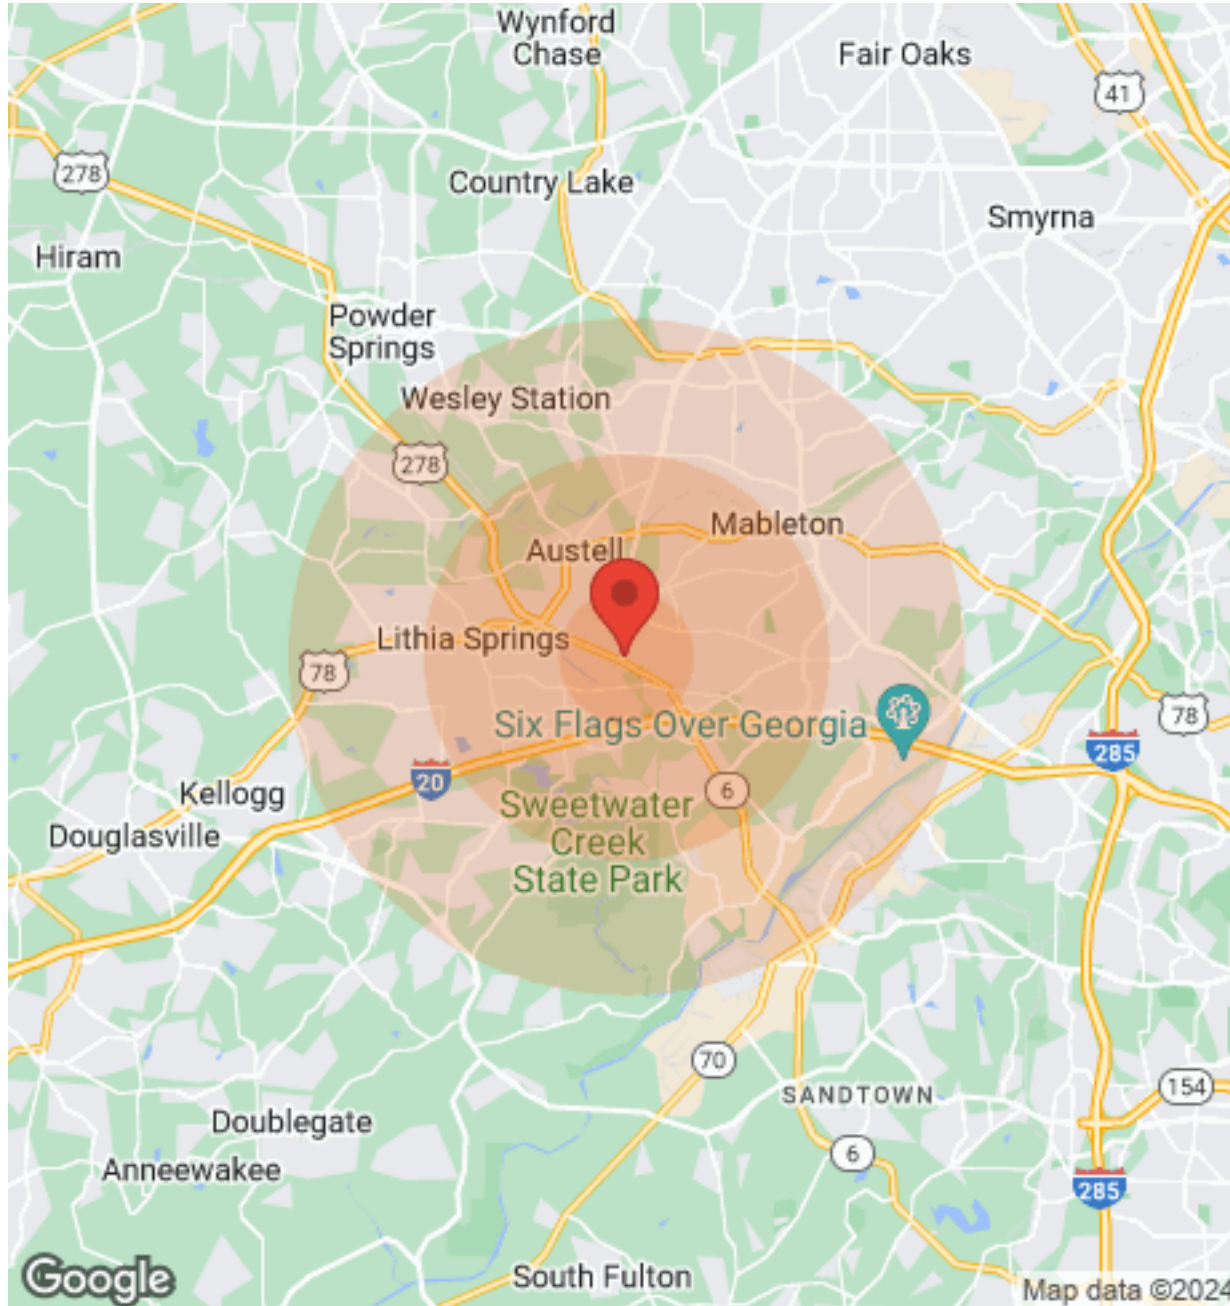 Wynford
Chase
Fair Oaks
41
278
Country Lake
Smyrna
Hiram
Powder
Springs
Wesley Station
278
Mableton
Austell
Lithia Springs
78
Six Flags Over Georgia
78
285
20
Kellogg
6
Sweetwater
Creek
State Park
Douglasville
70
154
SANDTOWN
Doublegate
6
Anneewakee
285
South Fulton
Google
Map data ©2024